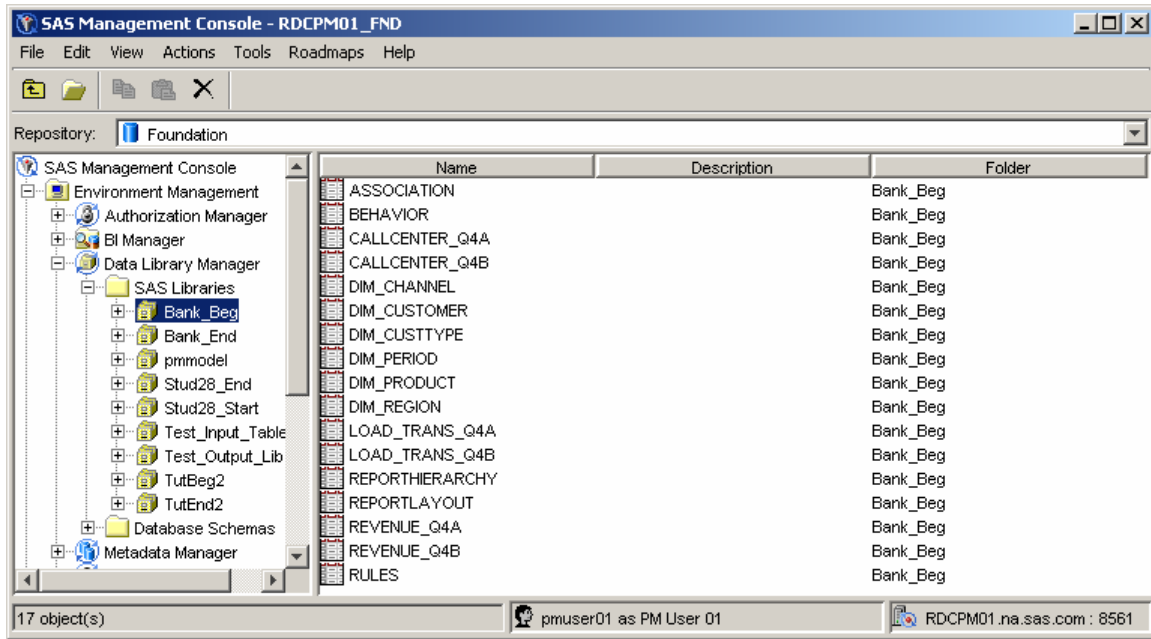 SAS Management Console - RDCPM01_FND
File Edit View Actions Tools Roadmaps Help
Repository: Foundation
SAS Management Console
Environment Management
Authorization Manager
BI Manager
Data Library Manager
SAS Libraries
Bank_Beg
Bank_End
pmmodel
Stud28_End
Stud28_Start
Test_Input_Table
Test_Output_Lib
TutBeg2
TutEnd2
Database Schemas
Metadata Manager
Name Description Folder
ASSOCIATION Bank_Beg
BEHAVIOR Bank_Beg
CALLCENTER_Q4A Bank_Beg
CALLCENTER_Q4B Bank_Beg
DIM_CHANNEL Bank_Beg
DIM_CUSTOMER Bank_Beg
DIM_CUSTTYPE Bank_Beg
DIM_PERIOD Bank_Beg
DIM_PRODUCT Bank_Beg
DIM_REGION Bank_Beg
LOAD_TRANS_Q4A Bank_Beg
LOAD_TRANS_Q4B Bank_Beg
REPORTHIERARCHY Bank_Beg
REPORTLAYOUT Bank_Beg
REVENUE_Q4A Bank_Beg
REVENUE_Q4B Bank_Beg
RULES Bank_Beg
17 object(s) pmuser01 as PM User 01 RDCPM01.na.sas.com : 8561